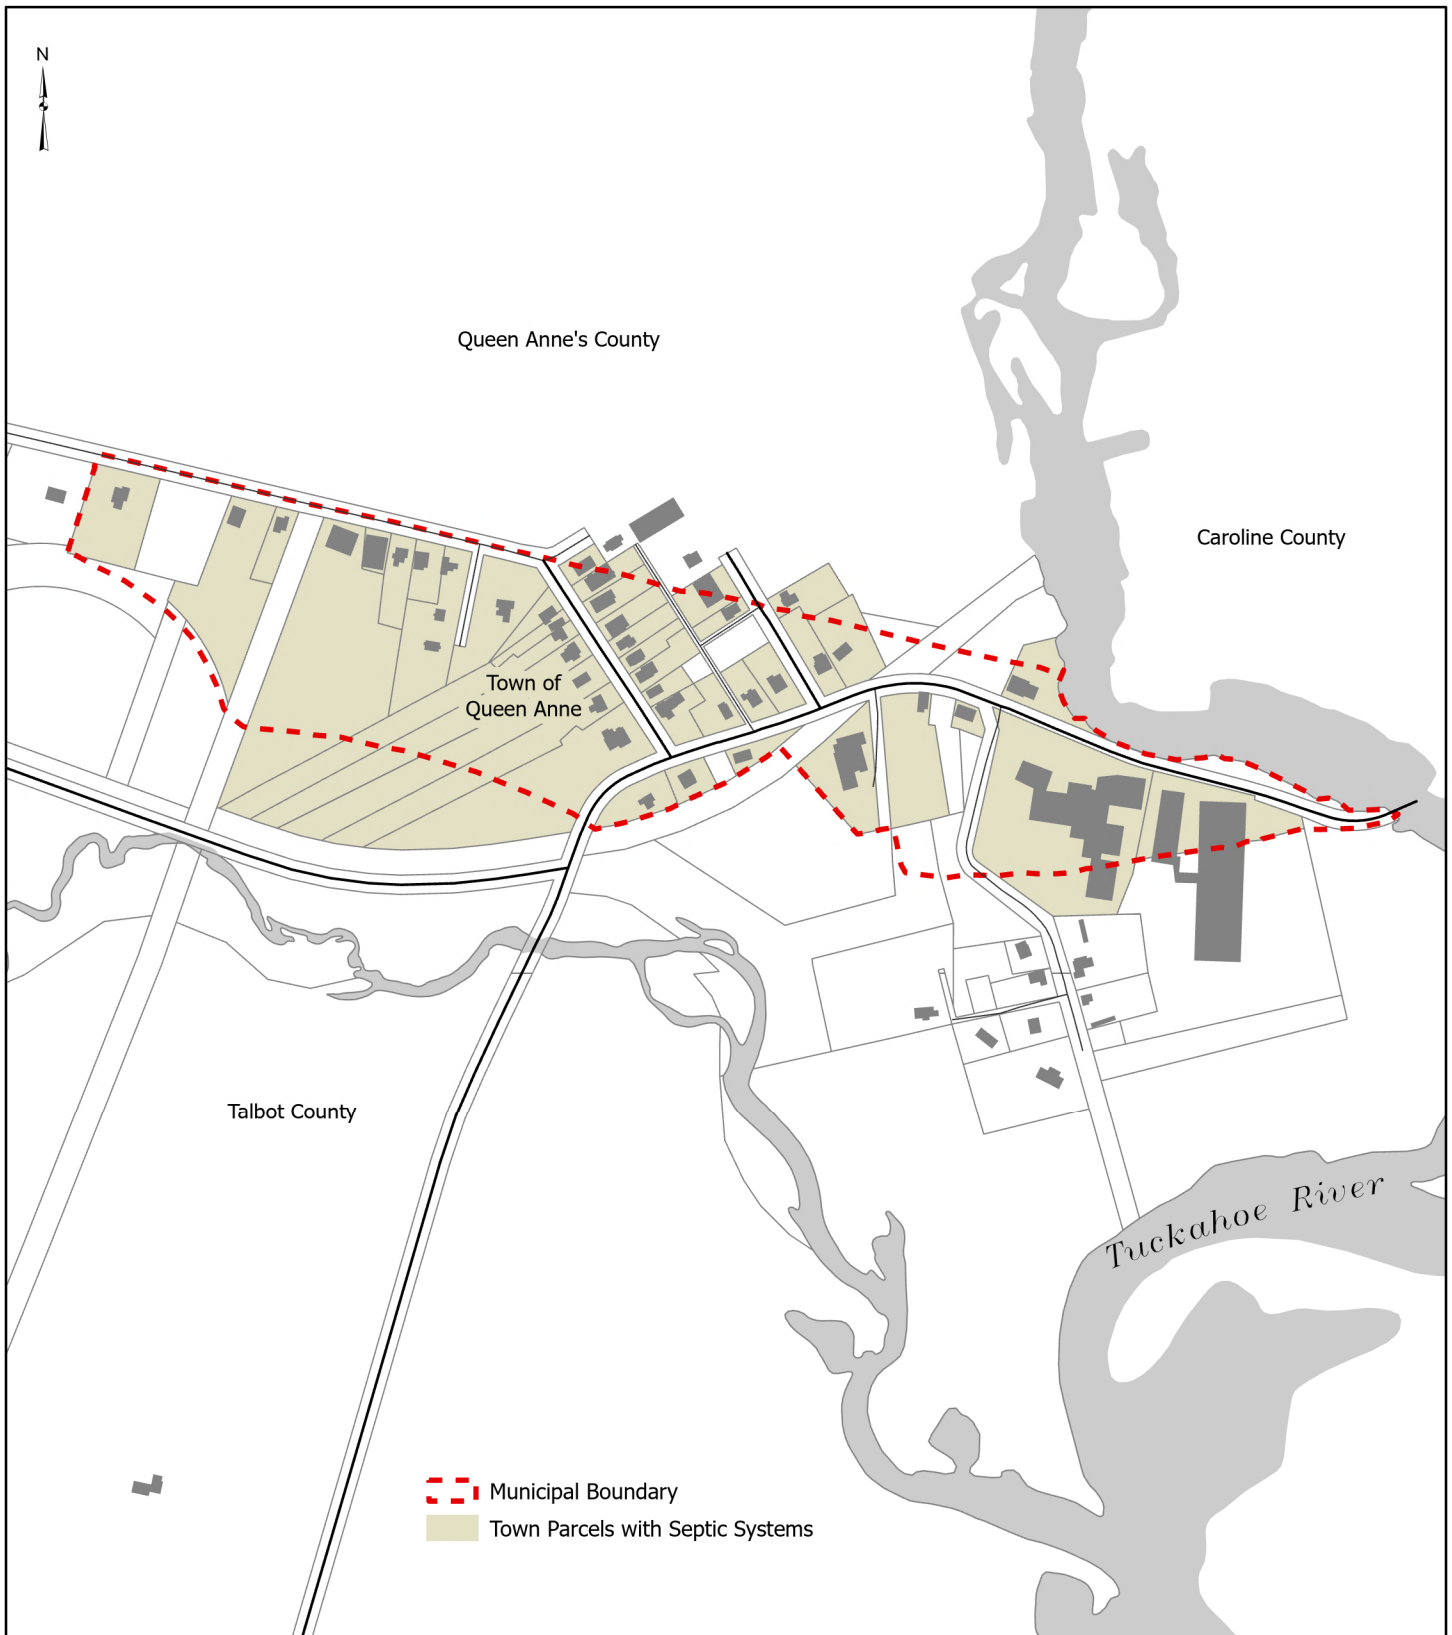 N
Queen Anne's County
Caroline County
Town of
Queen Anne
Talbot County
Tuckahoe River
Municipal Boundary
Town Parcels with Septic Systems